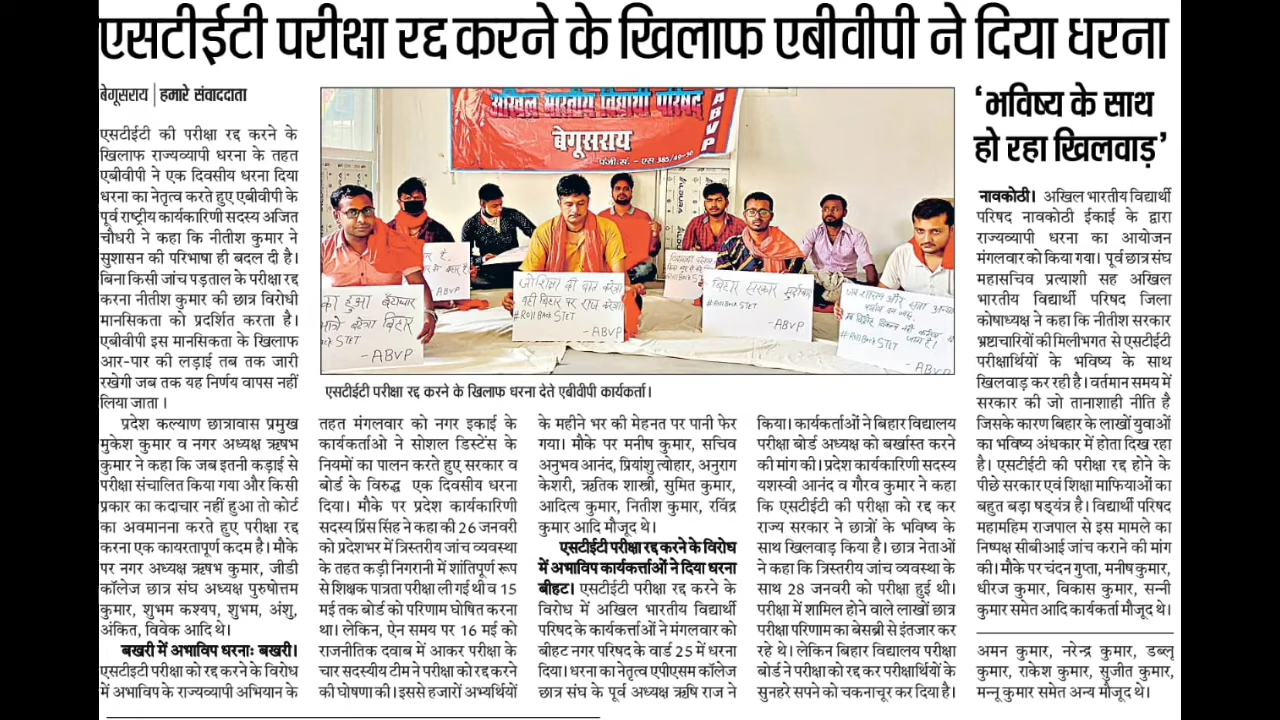 एसटीईटी परीक्षा रद्द करने के खिलाफ एबीवीपी ने दिया धरना
बेगूसराय | हमारे संवाददाता
एसटीईटी की परीक्षा रद्द करने के
खिलाफ राज्यव्यापी धरना के तहत
एबीवीपी ने एक दिवसीय धरना दिया
धरना का नेतृत्व करते हुए एबीवीपी के
पूर्व राष्ट्रीय कार्यकारिणी सदस्य अजित
चौधरी ने कहा कि नीतीश कुमार ने
सुशासन की परिभाषा ही बदल दी है।
बिना किसी जांच पड़ताल के परीक्षा रद्द
करना नीतीश कुमार की छात्र विरोधी
मानसिकता को प्रदर्शित करता है।
एबीवीपी इस मानसिकता के खिलाफ
आर-पार की लड़ाई तब तक जारी
रखेगी जब तक यह निर्णय वापस नहीं
लिया जाता ।
प्रदेश कल्याण छात्रावास प्रमुख
मुकेश कुमार व नगर अध्यक्ष ऋषभ
कुमार ने कहा कि जब इतनी कड़ाई से
परीक्षा संचालित किया गया और किसी
प्रकार का कदाचार नहीं हुआ तो कोर्ट
का अवमानना करते हुए परीक्षा रद्द
करना एक कायरतापूर्ण कदम है। मौके
पर नगर अध्यक्ष ऋषभ कुमार, जीडी
कॉलेज छात्र संघ अध्यक्ष पुरुषोत्तम
कुमार, शुभम कश्यप, शुभम, अंशु,
अंकित, विवेक आदि थे।
बखरी में अभाविप धरनाः बखरी।
एसटीईटी परीक्षा को रद्द करने के विरोध
में अभाविप के राज्यव्यापी अभियान के
अखिल भारतीय विद्यार्थी परिषद
ABVP
बेगूसराय
पंजी.सं. - एस 385/49-50
ABVP
जो शिक्षा की बात करेगा
वही बिहार पर राज करेगा
#RollBack STET
-ABVP
बिहार सरकार मुर्दाबाद
#RollBackSTET
-ABVP
STET
-ABVP
#RollBackSTET
-ABVP
एसटीईटी परीक्षा रद्द करने के खिलाफ धरना देते एबीवीपी कार्यकर्ता।
तहत मंगलवार को नगर इकाई के
कार्यकर्ताओ ने सोशल डिस्टेंस के
नियमों का पालन करते हुए सरकार व
बोर्ड के विरुद्ध एक दिवसीय धरना
दिया। मौके पर प्रदेश कार्यकारिणी
सदस्य प्रिंस सिंह ने कहा की 26 जनवरी
को प्रदेशभर में त्रिस्तरीय जांच व्यवस्था
के तहत कड़ी निगरानी में शांतिपूर्ण रूप
से शिक्षक पात्रता परीक्षा ली गई थी व 15
मई तक बोर्ड को परिणाम घोषित करना
था। लेकिन, ऐन समय पर 16 मई को
राजनीतिक दवाब में आकर परीक्षा के
चार सदस्यीय टीम ने परीक्षा को रद्द करने
की घोषणा की। इससे हजारों अभ्यर्थियों
के महीने भर की मेहनत पर पानी फेर
गया। मौके पर मनीष कुमार, सचिव
अनुभव आनंद, प्रियांशु त्योहार, अनुराग
केशरी, ऋतिक शास्त्री, सुमित कुमार,
आदित्य कुमार, नितीश कुमार, रविंद्र
कुमार आदि मौजूद थे।
एसटीईटी परीक्षा रद्द करने के विरोध
में अभाविप कार्यकर्त्ताओं ने दिया धरना
बीहट। एसटीईटी परीक्षा रद्द करने के
विरोध में अखिल भारतीय विद्यार्थी
परिषद के कार्यकर्त्ताओं ने मंगलवार को
बीहट नगर परिषद के वार्ड 25 में धरना
दिया। धरना का नेतृत्व एपीएसम कॉलेज
छात्र संघ के पूर्व अध्यक्ष ऋषि राज ने
किया। कार्यकर्ताओं ने बिहार विद्यालय
परीक्षा बोर्ड अध्यक्ष को बर्खास्त करने
की मांग की। प्रदेश कार्यकारिणी सदस्य
यशस्वी आनंद व गौरव कुमार ने कहा
कि एसटीईटी की परीक्षा को रद्द कर
राज्य सरकार ने छात्रों के भविष्य के
साथ खिलवाड़ किया है। छात्र नेताओं
ने कहा कि त्रिस्तरीय जांच व्यवस्था के
साथ 28 जनवरी को परीक्षा हुई थी।
परीक्षा में शामिल होने वाले लाखों छात्र
परीक्षा परिणाम का बेसब्री से इंतजार कर
रहे थे। लेकिन बिहार विद्यालय परीक्षा
बोर्ड ने परीक्षा को रद्द कर परीक्षार्थियों के
सुनहरे सपने को चकनाचूर कर दिया है।
‘भविष्य के साथ
हो रहा खिलवाड़’
नावकोठी। अखिल भारतीय विद्यार्थी
परिषद नावकोठी ईकाई के द्वारा
राज्यव्यापी धरना का आयोजन
मंगलवार को किया गया। पूर्व छात्र संघ
महासचिव प्रत्याशी सह अखिल
भारतीय विद्यार्थी परिषद जिला
कोषाध्यक्ष ने कहा कि नीतीश सरकार
भ्रष्टाचारियों की मिलीभगत से एसटीईटी
परीक्षार्थियों के भविष्य के साथ
खिलवाड़ कर रही है। वर्तमान समय में
सरकार की जो तानाशाही नीति है
जिसके कारण बिहार के लाखों युवाओं
का भविष्य अंधकार में होता दिख रहा
है। एसटीईटी की परीक्षा रद्द होने के
पीछे सरकार एवं शिक्षा माफियाओं का
बहुत बड़ा षड्यंत्र है। विद्यार्थी परिषद
महामहिम राजपाल से इस मामले का
निष्पक्ष सीबीआई जांच कराने की मांग
की। मौके पर चंदन गुप्ता, मनीष कुमार,
धीरज कुमार, विकास कुमार, सन्नी
कुमार समेत आदि कार्यकर्ता मौजूद थे।
अमन कुमार, नरेन्द्र कुमार, डब्लू
कुमार, राकेश कुमार, सुजीत कुमार,
मन्नू कुमार समेत अन्य मौजूद थे।